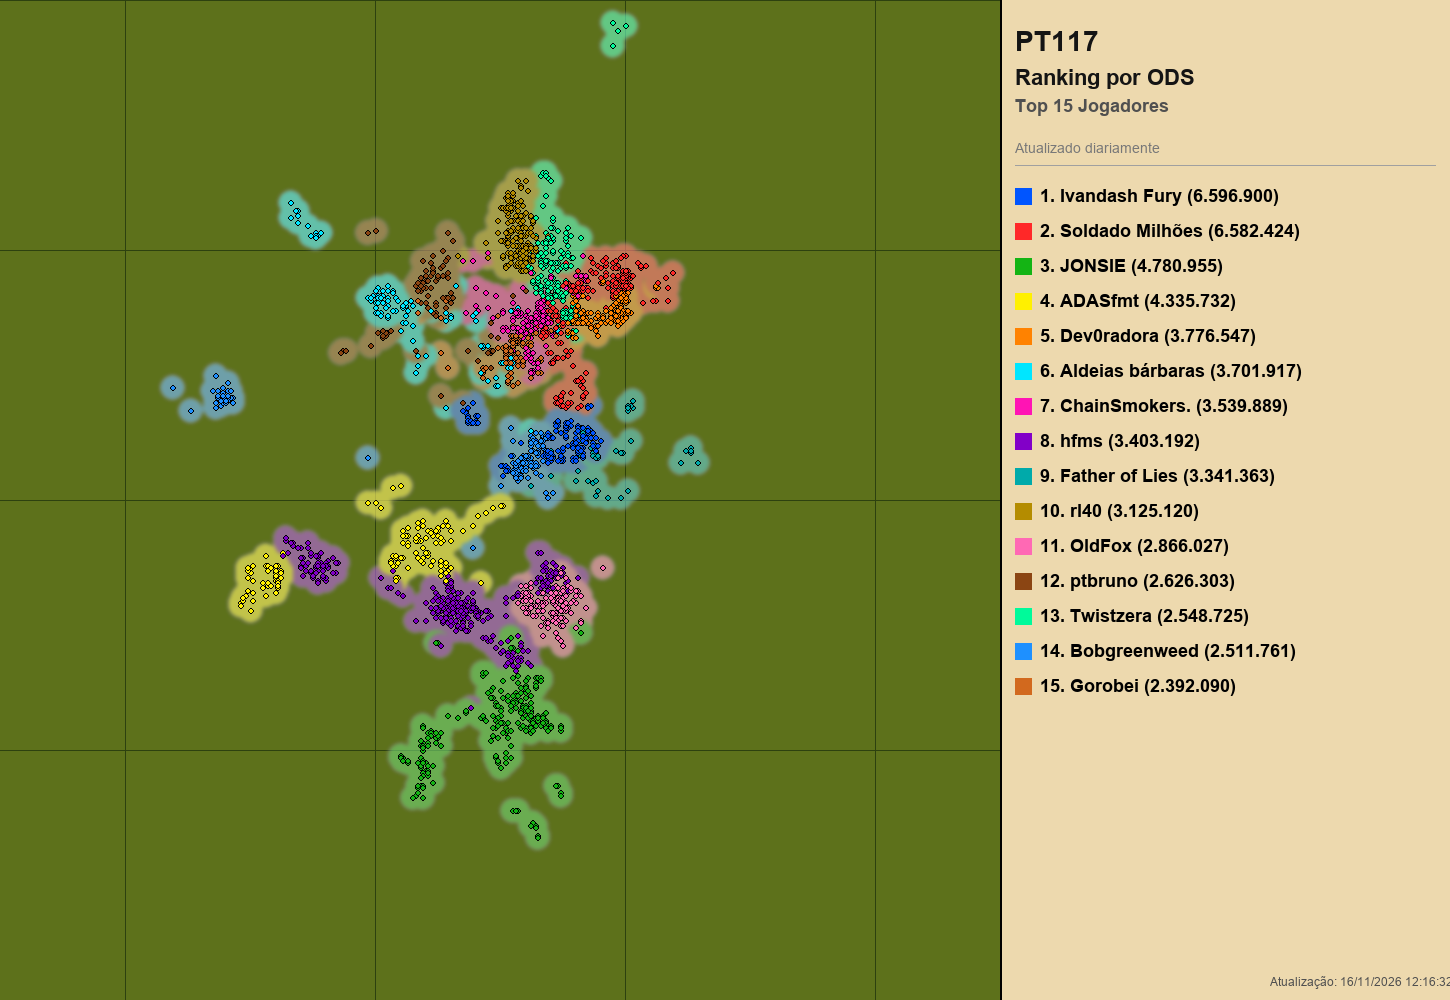 PT117
Ranking por ODS
Top 15 Jogadores
Atualizado diariamente
1. Ivandash Fury (6.596.900)
2. Soldado Milhões (6.582.424)
3. JONSIE (4.780.955)
4. ADASfmt (4.335.732)
5. Dev0radora (3.776.547)
6. Aldeias bárbaras (3.701.917)
7. ChainSmokers. (3.539.889)
8. hfms (3.403.192)
9. Father of Lies (3.341.363)
10. rl40 (3.125.120)
11. OldFox (2.866.027)
12. ptbruno (2.626.303)
13. Twistzera (2.548.725)
14. Bobgreenweed (2.511.761)
15. Gorobei (2.392.090)
Atualização: 16/11/2026 12:16:32